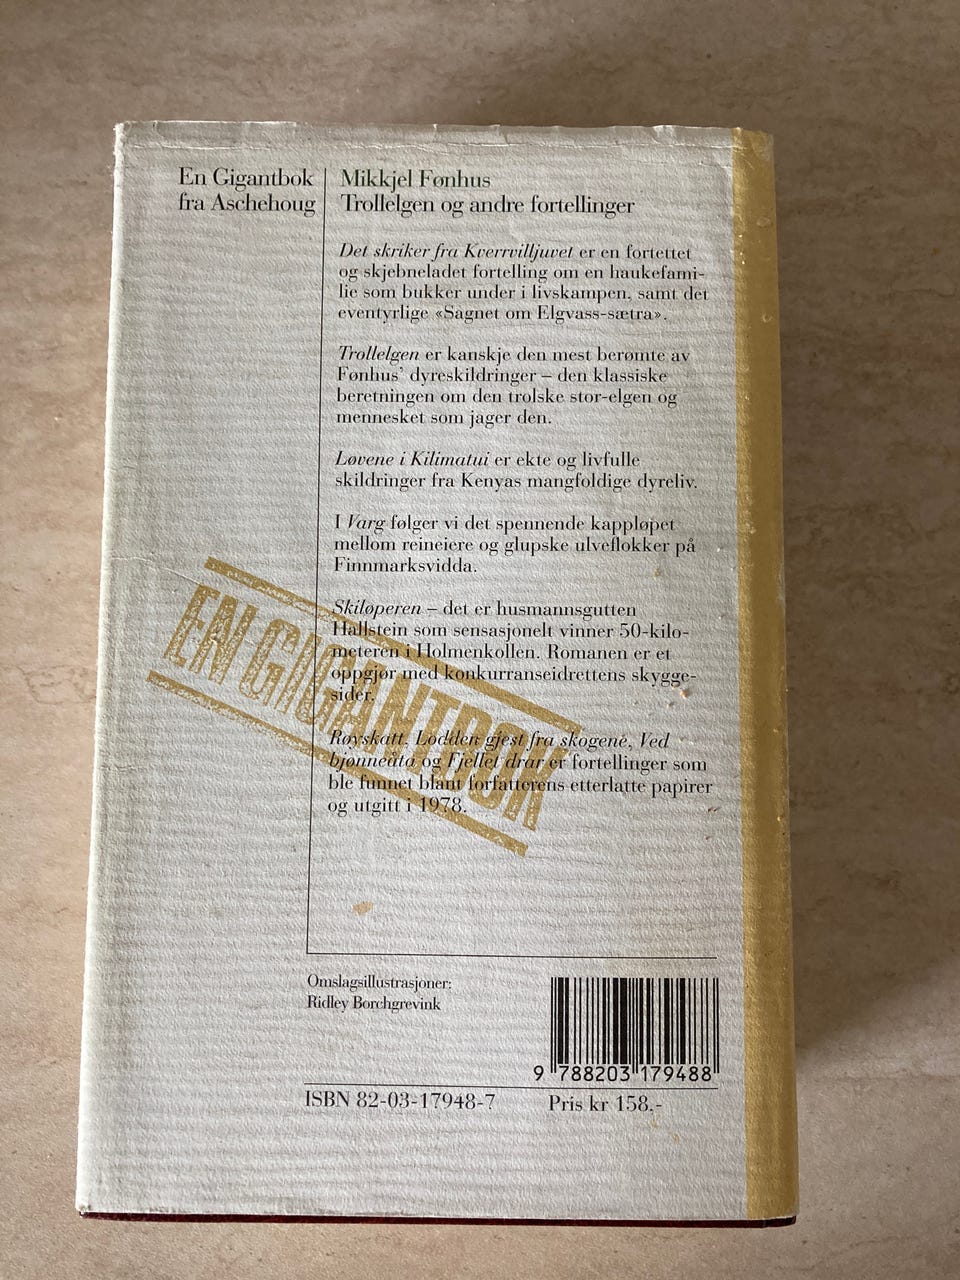 En Gigantbok
fra Aschehoug
Mikkjel Fønhus
Trollelgen og andre fortellinger
Det skriker fra Kverrvilljuvet er en fortettet
og skjebneladet fortelling om en haukefami-
lie som bukker under i livskampen, samt det
eventyrlige «Sagnet om Elgvass-sætra».
Trollelgen er kanskje den mest berømte av
Fønhus' dyreskildringer – den klassiske
beretningen om den trolske stor-elgen og
mennesket som jager den.
Løvene i Kilimatui er ekte og livfulle
skildringer fra Kenyas mangfoldige dyreliv.
I Varg følger vi det spennende kappløpet
mellom reineiere og glupske ulveflokker på
Finnmarksvidda.
Skiløperen – det er husmannsgutten
Hallstein som sensasjonelt vinner 50-kilo-
meteren i Holmenkollen. Romanen er et
oppgjør med konkurranseidrettens skygge-
sider.
Røyskatt, Lodden gjest fra skogene, Ved
bjønneåta og Fjellet drar er fortellinger som
ble funnet blant forfatterens etterlatte papirer
og utgitt i 1978.
EN GIGANTBOK
Omslagsillustrasjoner:
Ridley Borchgrevink
9 788203 179488
ISBN 82-03-17948-7
Pris kr 158.-